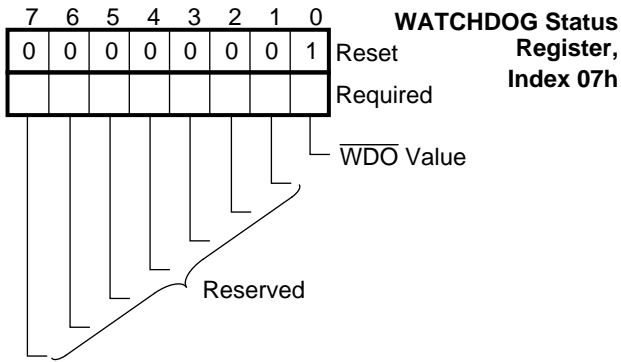 7 6 5 4 3 2 1 0
WATCHDOG Status
Register,
Index 07h
0 0 0 0 0 0 0 1 Reset
Required
W̅D̅O̅ Value
Reserved